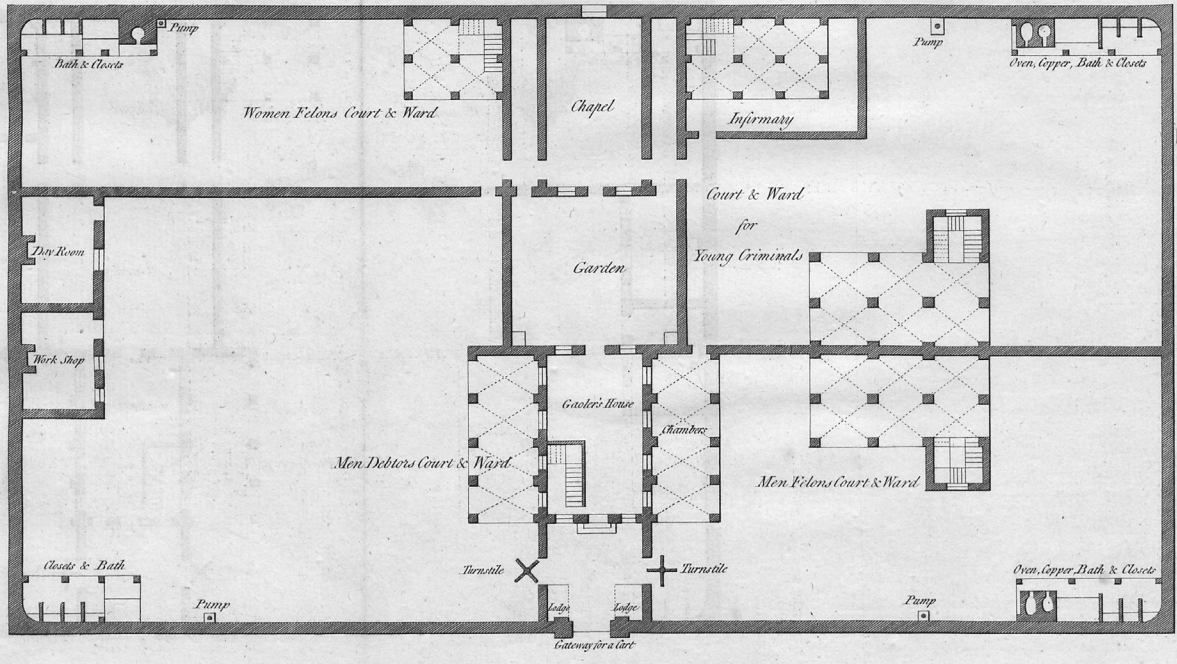 Pump
Bath & Closets
Women Felons Court & Ward
Chapel
Infirmary
Pump
Oven, Copper, Bath & Closets
Day Room
Work Shop
Garden
Court & Ward
for
Young Criminals
Gaoler's House
Chambers
Men Debtors Court & Ward
Men Felons Court & Ward
Closets & Bath
Pump
Turnstile
Turnstile
Lodge
Lodge
Gateway for a Cart
Pump
Oven, Copper, Bath & Closets